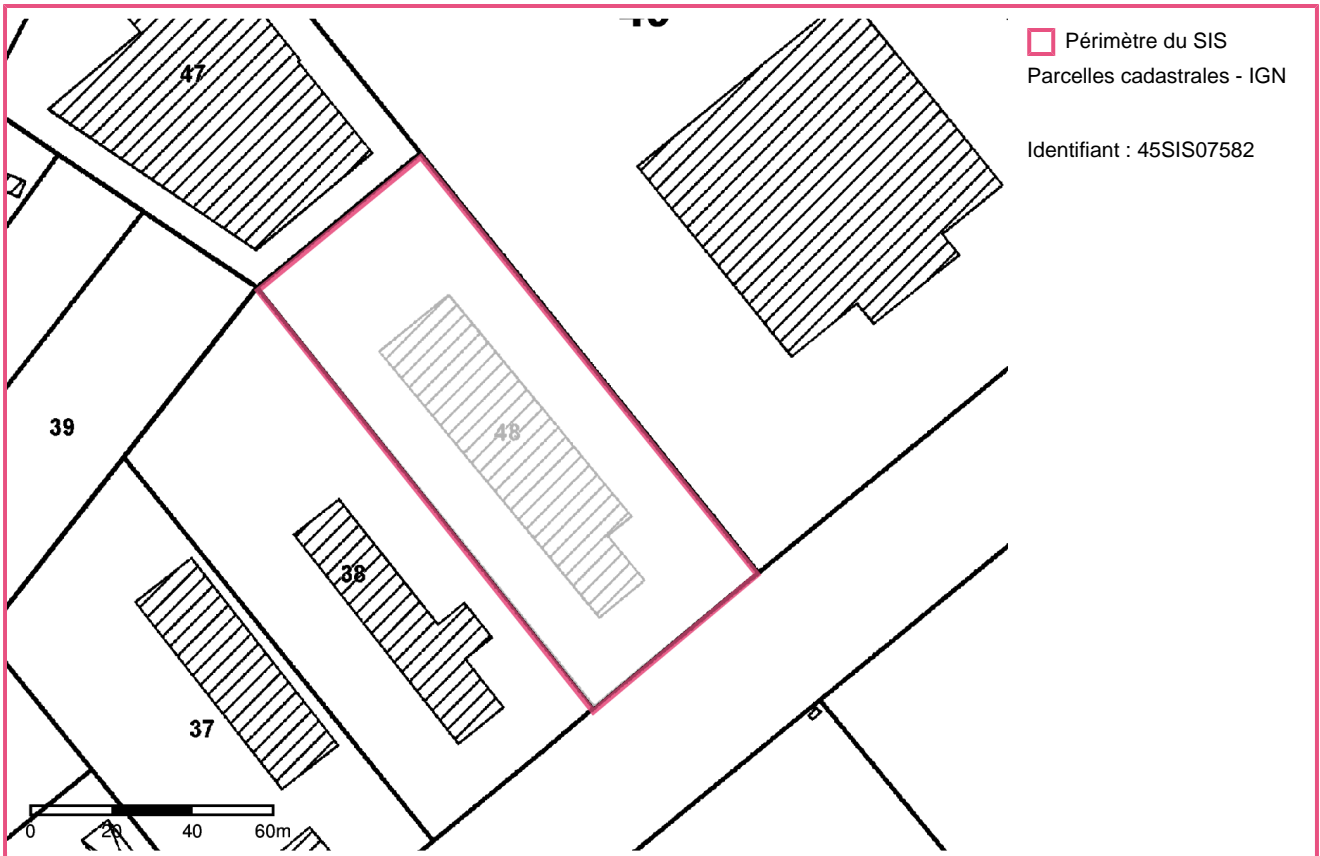 47
Périmètre du SIS
Parcelles cadastrales - IGN
Identifiant : 45SIS07582
39
48
38
37
0 20 40 60m